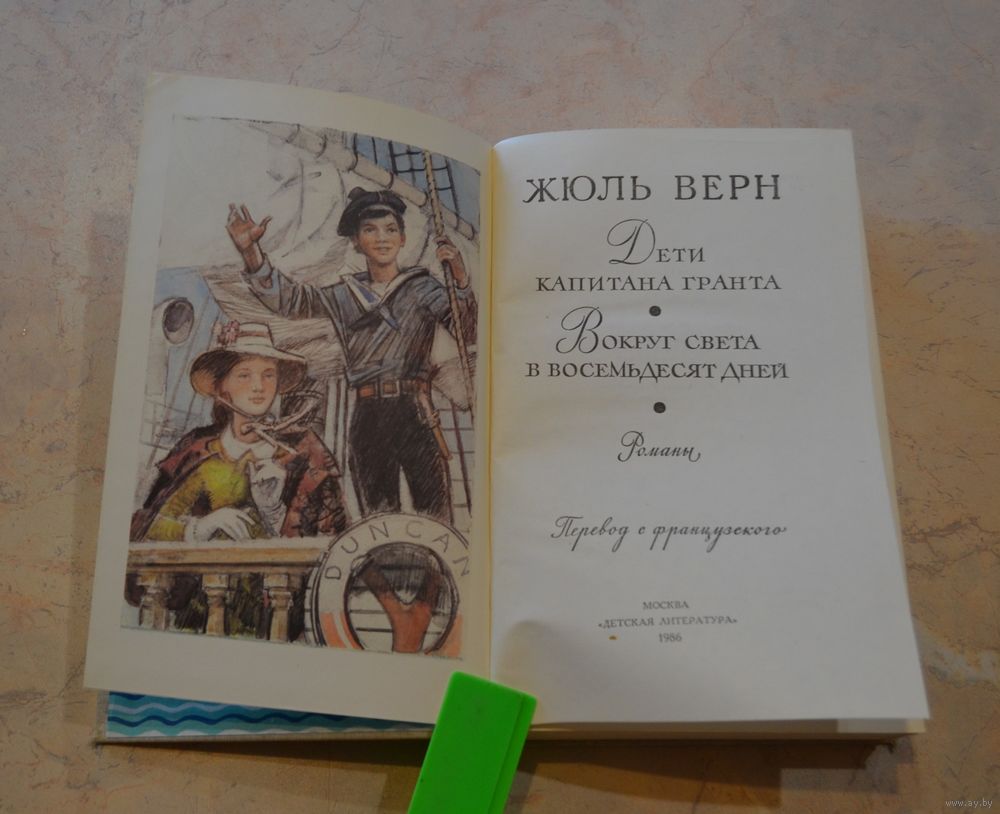 DUNCAN
ЖЮЛЬ ВЕРН
Дети
капитана Гранта
Вокруг света
в восемьдесят дней
Романы
Перевод с французского
МОСКВА
«ДЕТСКАЯ ЛИТЕРАТУРА»
1986
www.ay.by